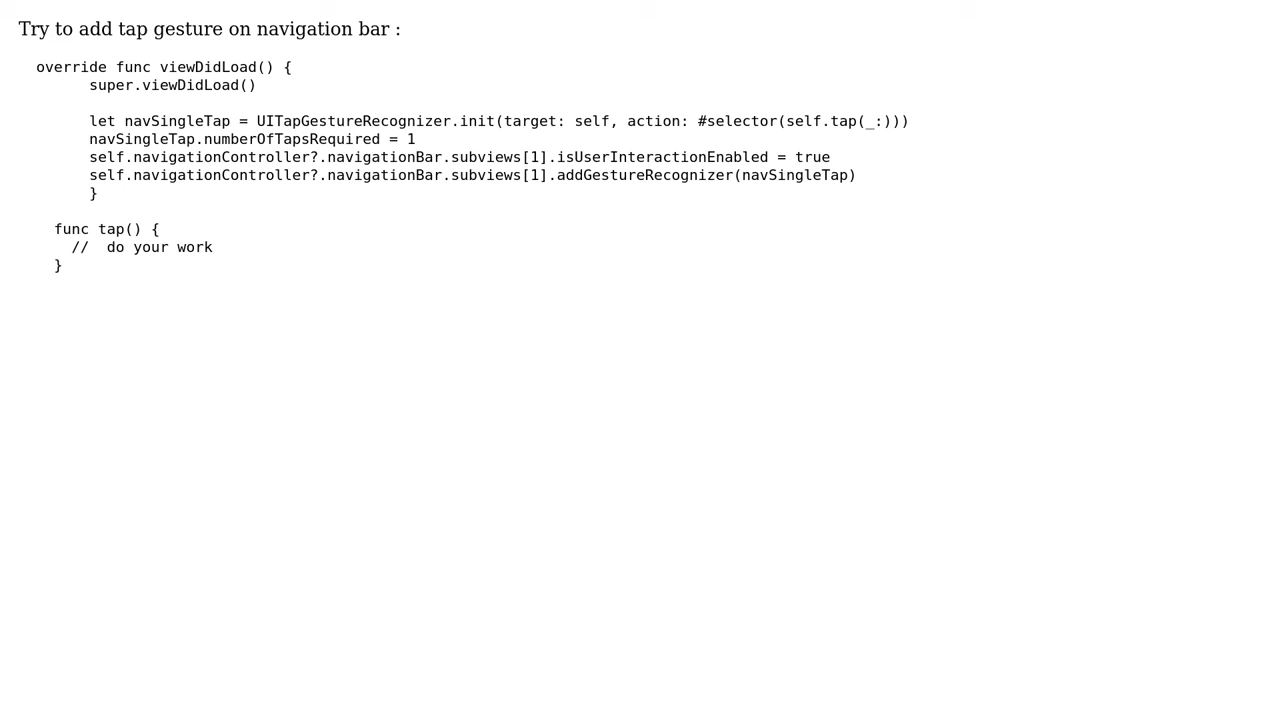 Try to add tap gesture on navigation bar :
override func viewDidLoad() {
super.viewDidLoad()
let navSingleTap = UITapGestureRecognizer.init(target: self, action: #selector(self.tap(_:)))
navSingleTap.numberOfTapsRequired = 1
self.navigationController?.navigationBar.subviews[1].isUserInteractionEnabled = true
self.navigationController?.navigationBar.subviews[1].addGestureRecognizer(navSingleTap)
}
func tap() {
//  do your work
}